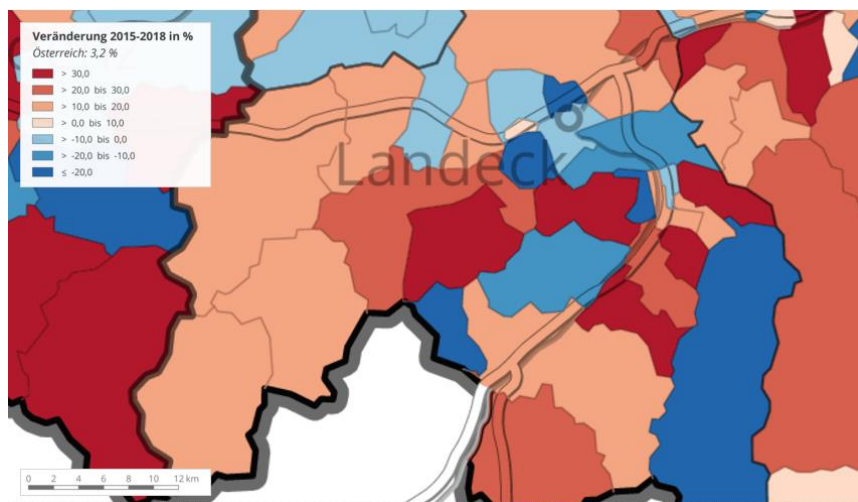 Veränderung 2015-2018 in %
Österreich: 3,2 %
> 30,0
> 20,0 bis 30,0
> 10,0 bis 20,0
> 0,0 bis 10,0
> -10,0 bis 0,0
> -20,0 bis -10,0
≤ -20,0
Landeck
0 2 4 6 8 10 12 km